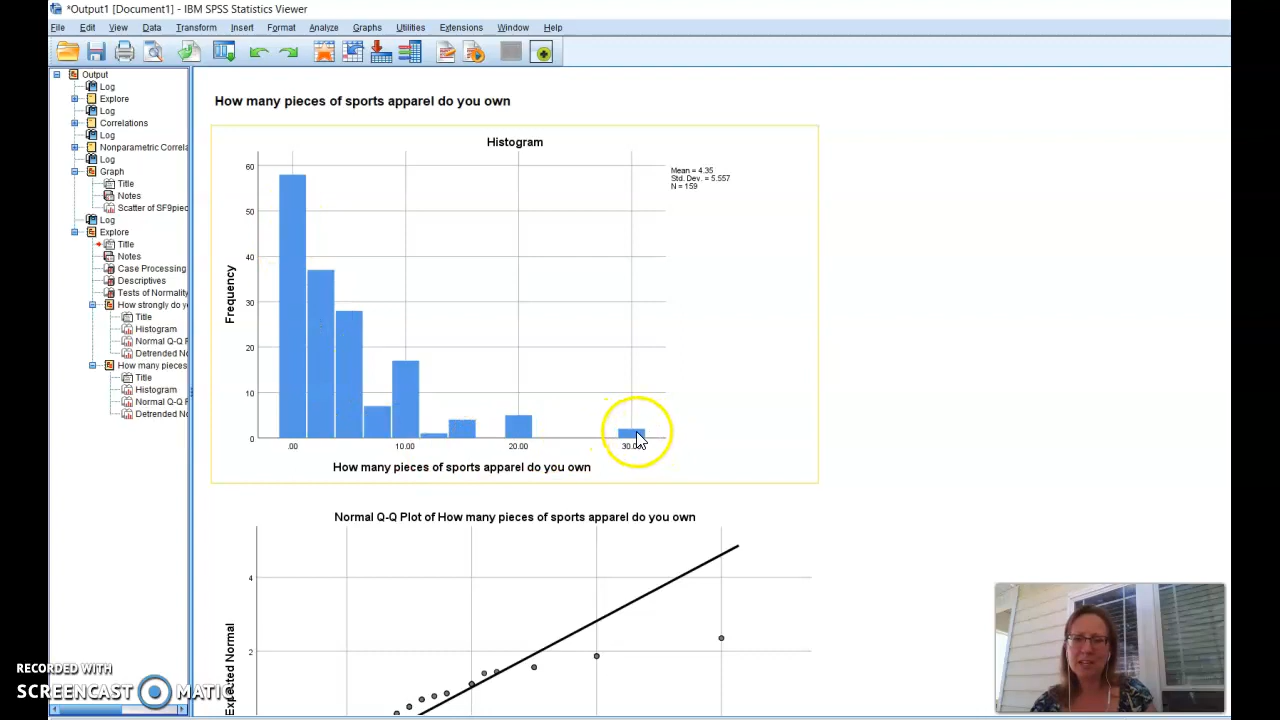 *Output1 [Document1] - IBM SPSS Statistics Viewer
File Edit View Data Transform Insert Format Analyze Graphs Utilities Extensions Window Help
Output
Log
Explore
Log
Correlations
Log
Nonparametric Correla
Log
Graph
Title
Notes
Scatter of SF9piec
Log
Explore
Title
Notes
Case Processing
Descriptives
Tests of Normality
How strongly do yo
Title
Histogram
Normal Q-Q P
Detrended No
How many pieces
Title
Histogram
Normal Q-Q P
Detrended No
How many pieces of sports apparel do you own
Histogram
Mean = 4.35
Std. Dev. = 5.557
N = 159
Frequency
60
50
40
30
20
10
0
.00 10.00 20.00
How many pieces of sports apparel do you own
Normal Q-Q Plot of How many pieces of sports apparel do you own
Expected Normal
4
2
RECORDED WITH
SCREENCAST MATIC